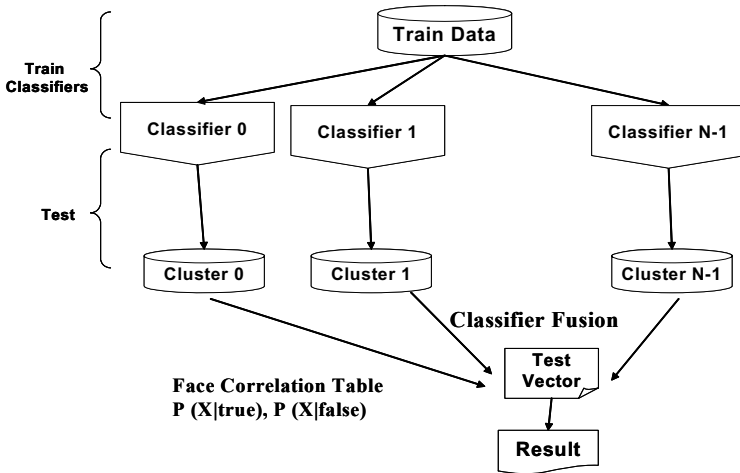 Train Data
Train
Classifiers
Classifier 0
Classifier 1
Classifier N-1
Test
Cluster 0
Cluster 1
Cluster N-1
Classifier Fusion
Test
Vector
Face Correlation Table
P (X|true), P (X|false)
Result